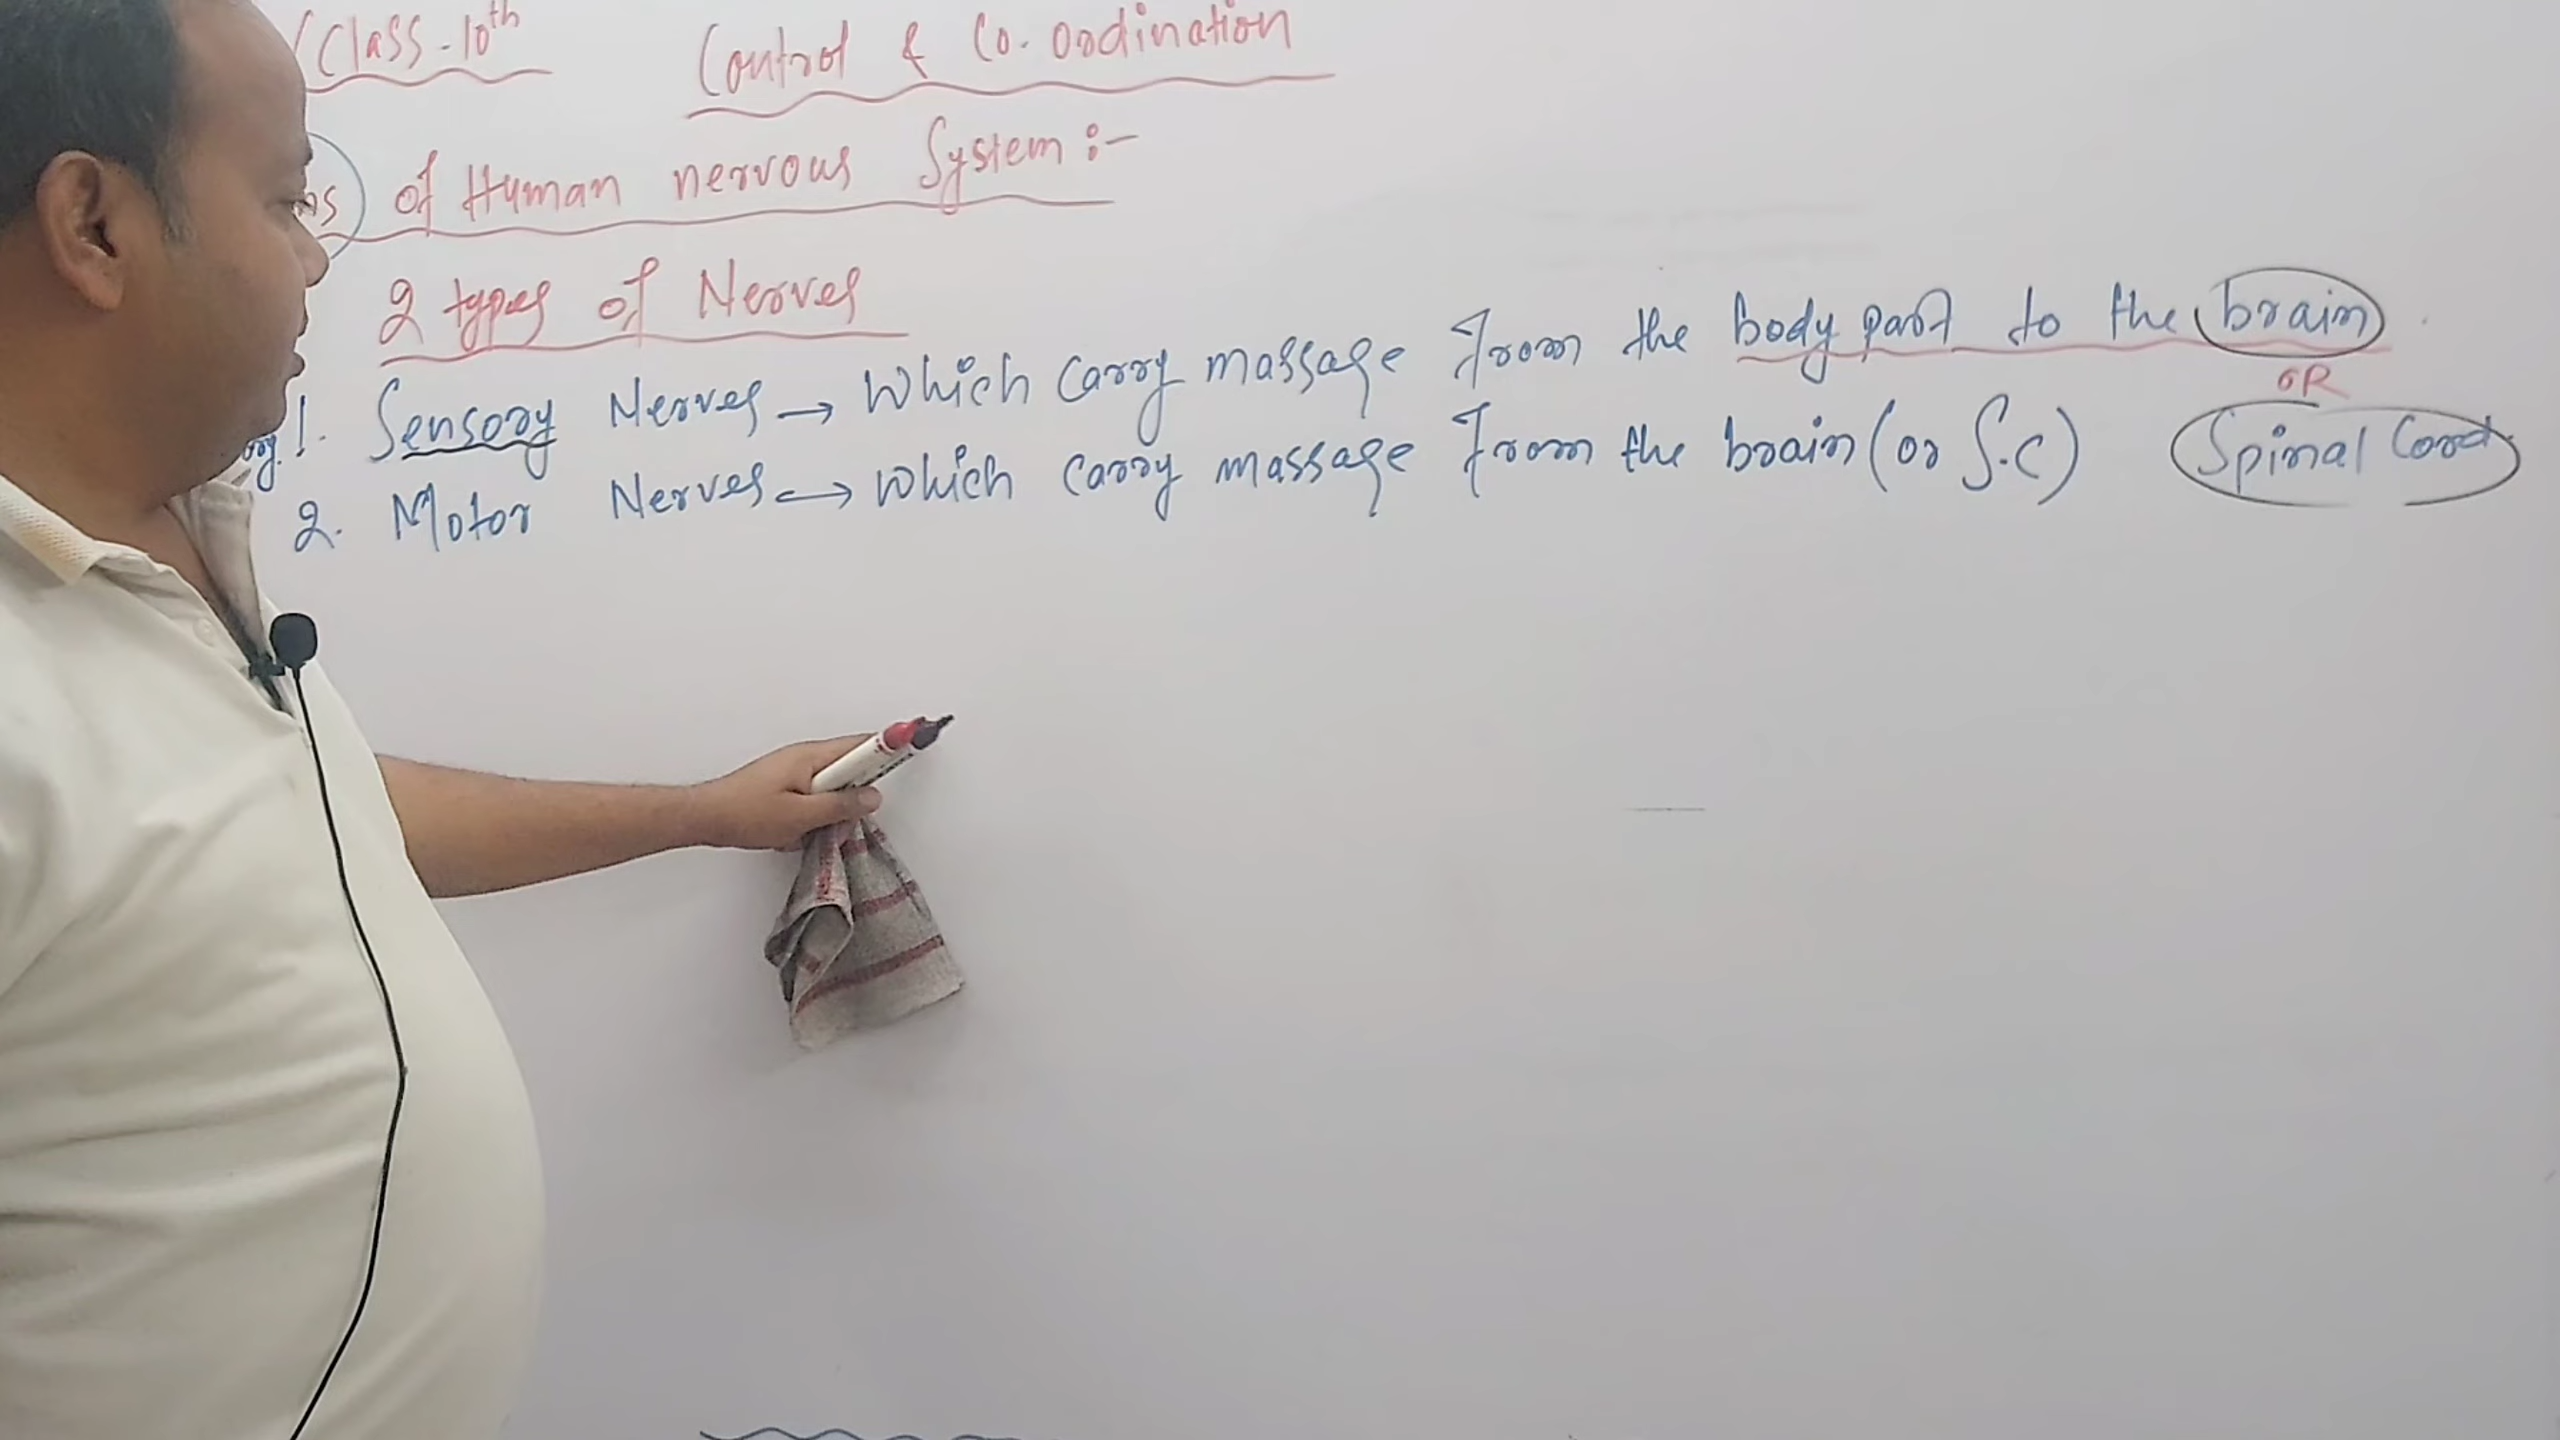 Class-10th Control & Co-ordination
of Human nervous System:-
2 types of Nerves
1. Sensory Nerves → Which carry massage from the body part to the brain
OR
Spinal Cord
2. Motor Nerves → Which carry massage from the brain (or S.C)